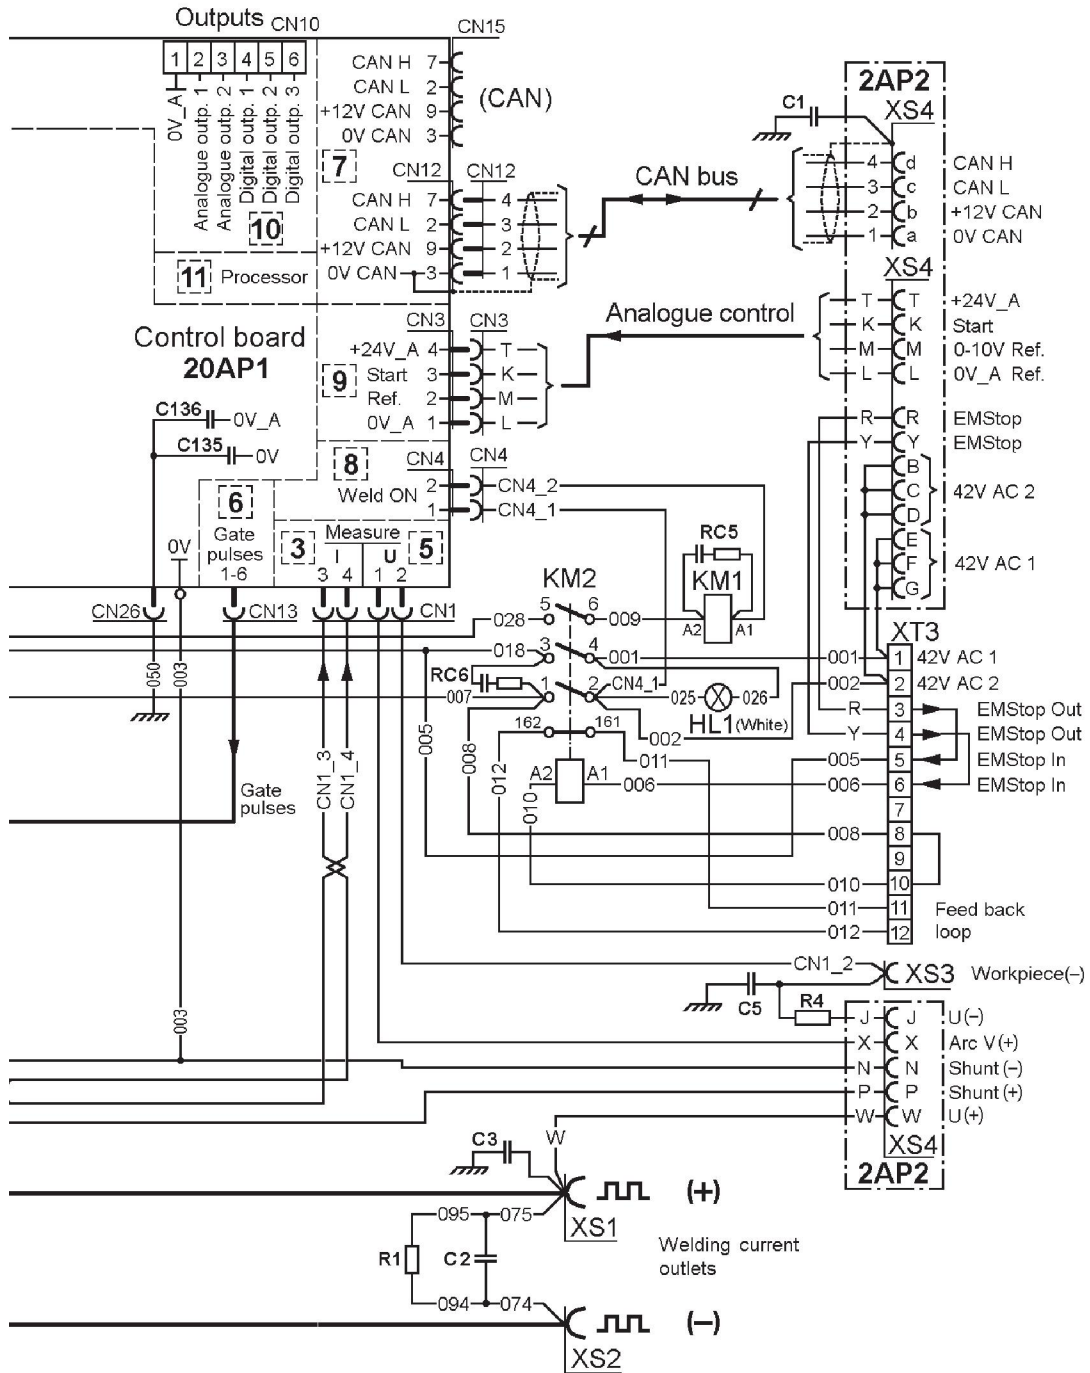 Outputs CN10
CN15
1 2 3 4 5 6
0V_A
Analogue outp. 1
Analogue outp. 2
Digital outp. 1
Digital outp. 2
Digital outp. 3
10
CAN H 7
CAN L 2
+12V CAN 9
0V CAN 3
(CAN)
7
CN12 CN12
CAN H 7 4
CAN L 2 3
+12V CAN 9 2
0V CAN 3 1
CAN bus
11 Processor
2AP2
XS4
C1
4 d CAN H
3 c CAN L
2 b +12V CAN
1 a 0V CAN
XS4
T T +24V_A
K K Start
M M 0-10V Ref.
L L 0V_A Ref.
R R EMStop
Y Y EMStop
B
C 42V AC 2
D
E
F 42V AC 1
G
Analogue control
Control board
20AP1
CN3 CN3
9
+24V_A 4 T
Start 3 K
Ref. 2 M
0V_A 1 L
C136 0V_A
C135 0V
8
CN4 CN4
Weld ON
2 CN4_2
1 CN4_1
6
Gate
pulses
1-6
0V
3 Measure 5
I U
3 4 1 2
CN26 CN13 CN1
050
003
Gate
pulses
CN1_3
CN1_4
005
008
012
010
RC5
KM1
A2 A1
KM2
028 5 6 009
018 3 4 001
RC6
007 1 2 CN4_1
025 026
HL1 (White)
002
162 161
011
A2 A1
006
XT3
001 1 42V AC 1
002 2 42V AC 2
R 3 EMStop Out
Y 4 EMStop Out
005 5 EMStop In
006 6 EMStop In
7
008 8
9
010 10
011 11 Feed back
012 12 loop
CN1_2 XS3 Workpiece(–)
C5
R4
J J U(–)
X X Arc V(+)
N N Shunt (–)
P P Shunt (+)
W W U(+)
XS4
2AP2
003
C3
W
(+)
XS1
095 075
R1 C2
094 074
Welding current
outlets
(–)
XS2